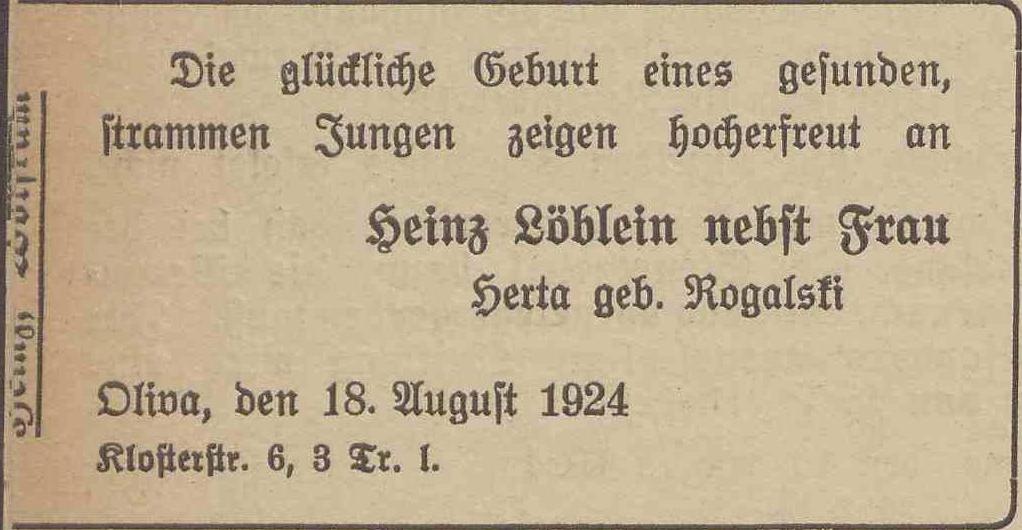 Die glückliche Geburt eines gesunden,
strammen Jungen zeigen hocherfreut an
Heinz Löblein nebst Frau
Herta geb. Rogalski
Oliva, den 18. August 1924
Klosterstr. 6, 3 Tr. l.